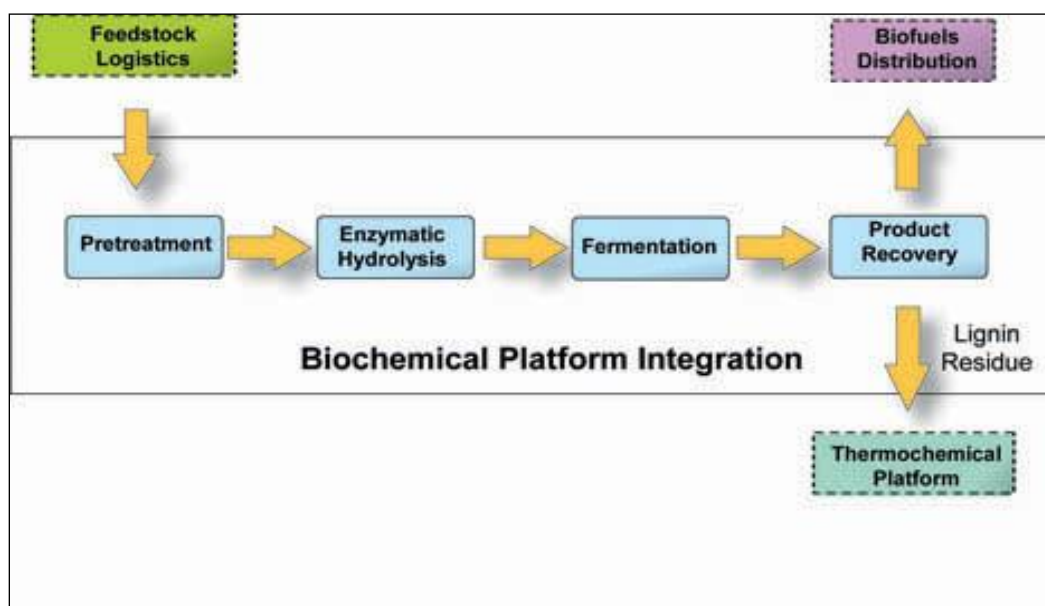 Feedstock
Logistics
Biofuels
Distribution
Pretreatment
Enzymatic
Hydrolysis
Fermentation
Product
Recovery
Biochemical Platform Integration
Lignin
Residue
Thermochemical
Platform